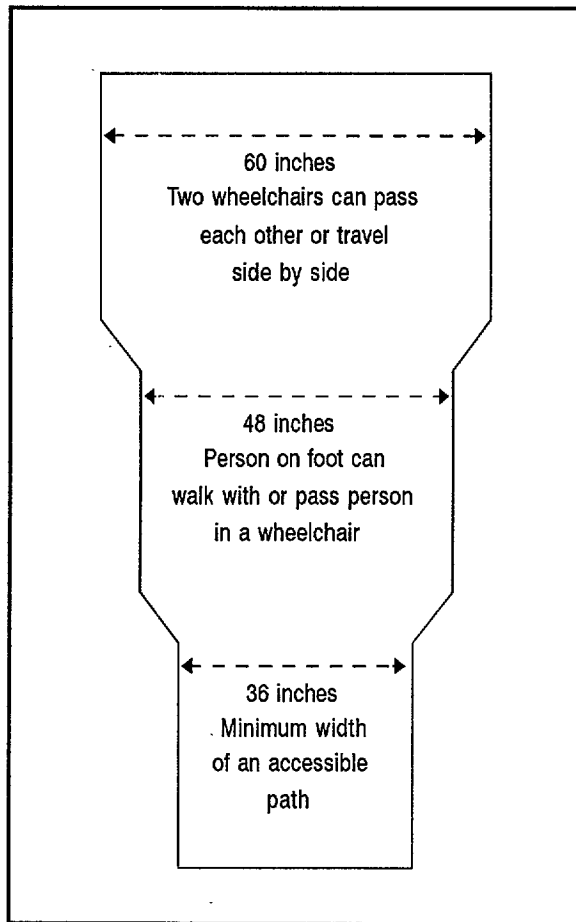 60 inches
Two wheelchairs can pass
each other or travel
side by side
48 inches
Person on foot can
walk with or pass person
in a wheelchair
36 inches
Minimum width
of an accessible
path